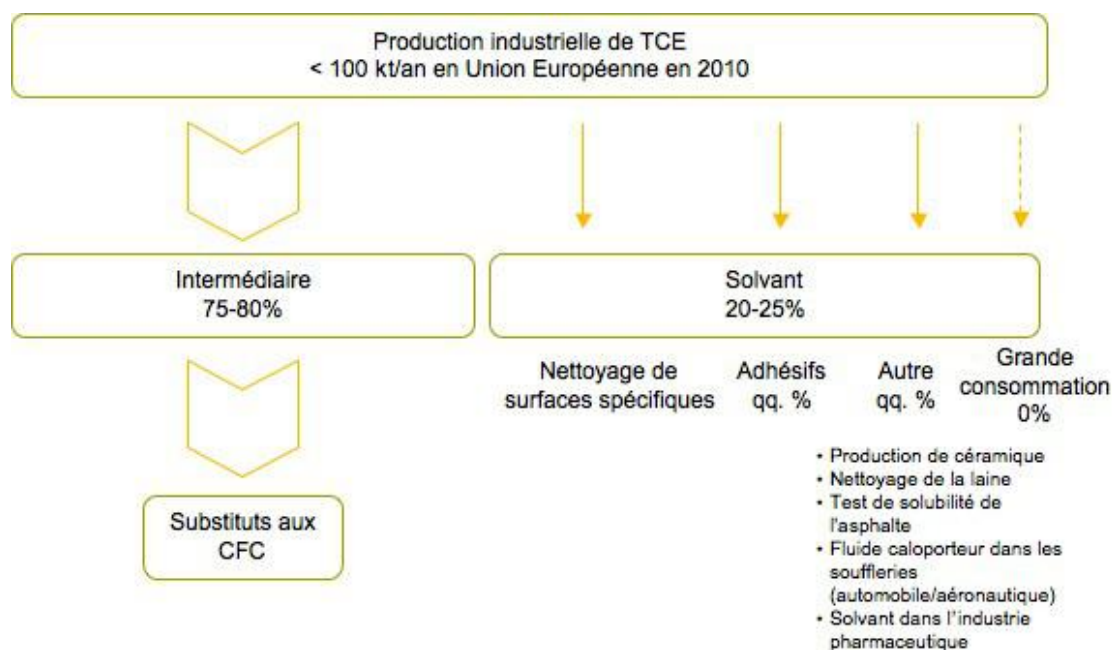 Production industrielle de TCE
< 100 kt/an en Union Européenne en 2010
Intermédiaire
75-80%
Solvant
20-25%
Nettoyage de
surfaces spécifiques
Adhésifs
qq. %
Autre
qq. %
Grande
consommation
0%
• Production de céramique
• Nettoyage de la laine
• Test de solubilité de
l'asphalte
• Fluide caloporteur dans les
souffleries
(automobile/aéronautique)
• Solvant dans l'industrie
pharmaceutique
Substituts aux
CFC